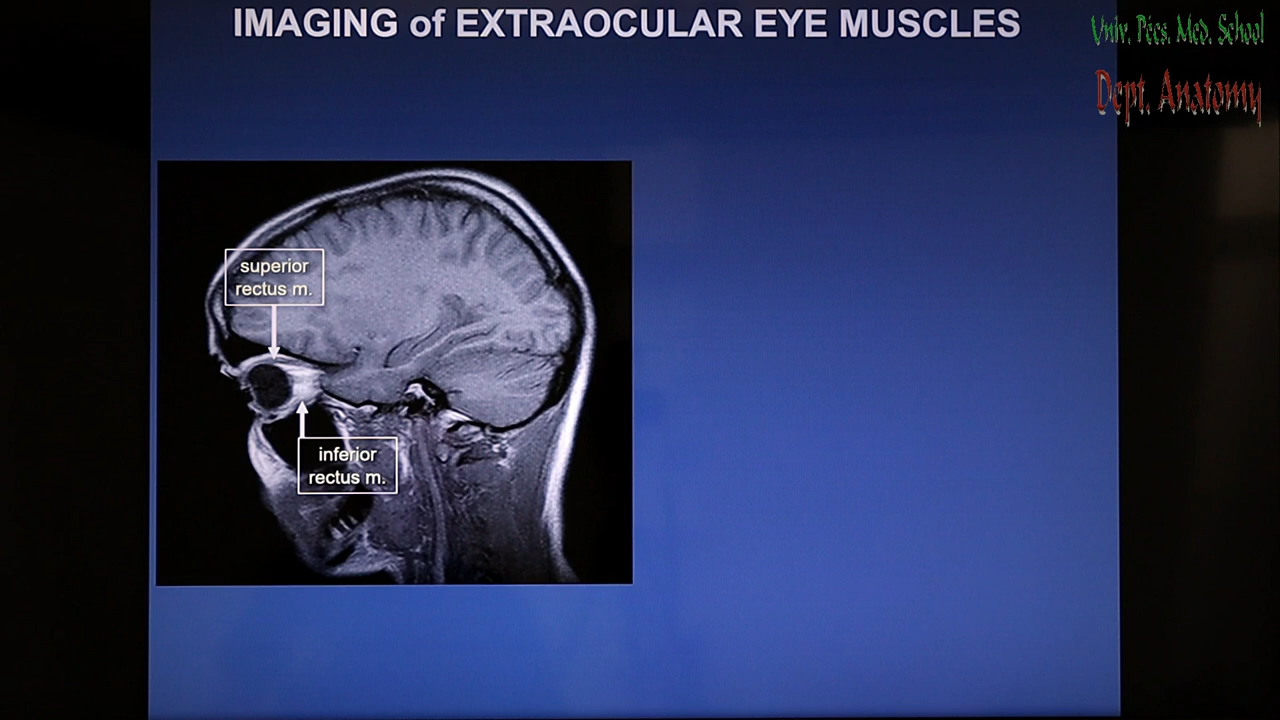 IMAGING of EXTRAOCULAR EYE MUSCLES
Univ. Pécs. Med. School
Dept. Anatomy
superior
rectus m.
inferior
rectus m.